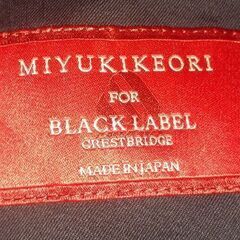 MIYUKIKEORI
FOR
BLACK LABEL
CRESTBRIDGE
MADE IN JAPAN